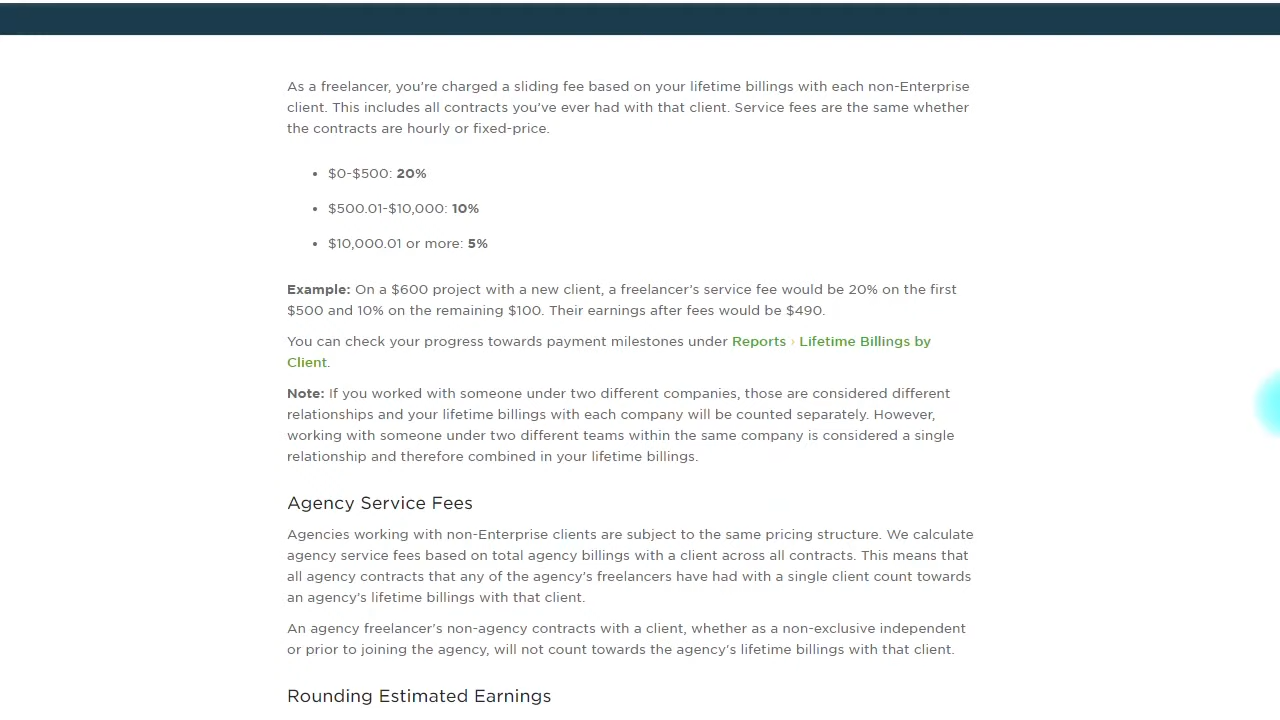 As a freelancer, you're charged a sliding fee based on your lifetime billings with each non-Enterprise
client. This includes all contracts you've ever had with that client. Service fees are the same whether
the contracts are hourly or fixed-price.
• $0-$500: 20%
• $500.01-$10,000: 10%
• $10,000.01 or more: 5%
Example: On a $600 project with a new client, a freelancer's service fee would be 20% on the first
$500 and 10% on the remaining $100. Their earnings after fees would be $490.
You can check your progress towards payment milestones under Reports › Lifetime Billings by
Client.
Note: If you worked with someone under two different companies, those are considered different
relationships and your lifetime billings with each company will be counted separately. However,
working with someone under two different teams within the same company is considered a single
relationship and therefore combined in your lifetime billings.
Agency Service Fees
Agencies working with non-Enterprise clients are subject to the same pricing structure. We calculate
agency service fees based on total agency billings with a client across all contracts. This means that
all agency contracts that any of the agency's freelancers have had with a single client count towards
an agency's lifetime billings with that client.
An agency freelancer's non-agency contracts with a client, whether as a non-exclusive independent
or prior to joining the agency, will not count towards the agency's lifetime billings with that client.
Rounding Estimated Earnings